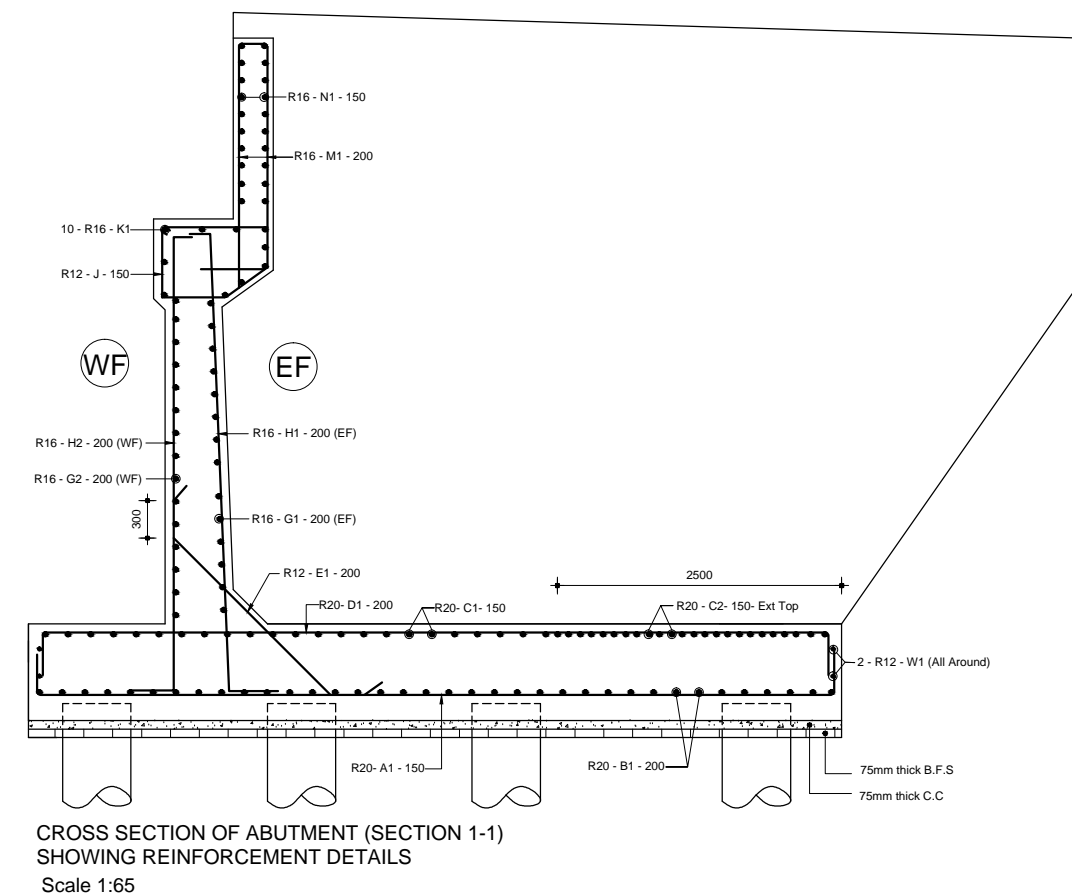 R16 - N1 - 150
R16 - M1 - 200
10 - R16 - K1
R12 - J - 150
WF
EF
R16 - H2 - 200 (WF)
R16 - H1 - 200 (EF)
R16 - G2 - 200 (WF)
300
R16 - G1 - 200 (EF)
R12 - E1 - 200
2500
R20- D1 - 200
R20- C1- 150
R20 - C2- 150- Ext Top
2 - R12 - W1 (All Around)
R20- A1 - 150
R20 - B1 - 200
75mm thick B.F.S
75mm thick C.C
CROSS SECTION OF ABUTMENT (SECTION 1-1)
SHOWING REINFORCEMENT DETAILS
Scale 1:65